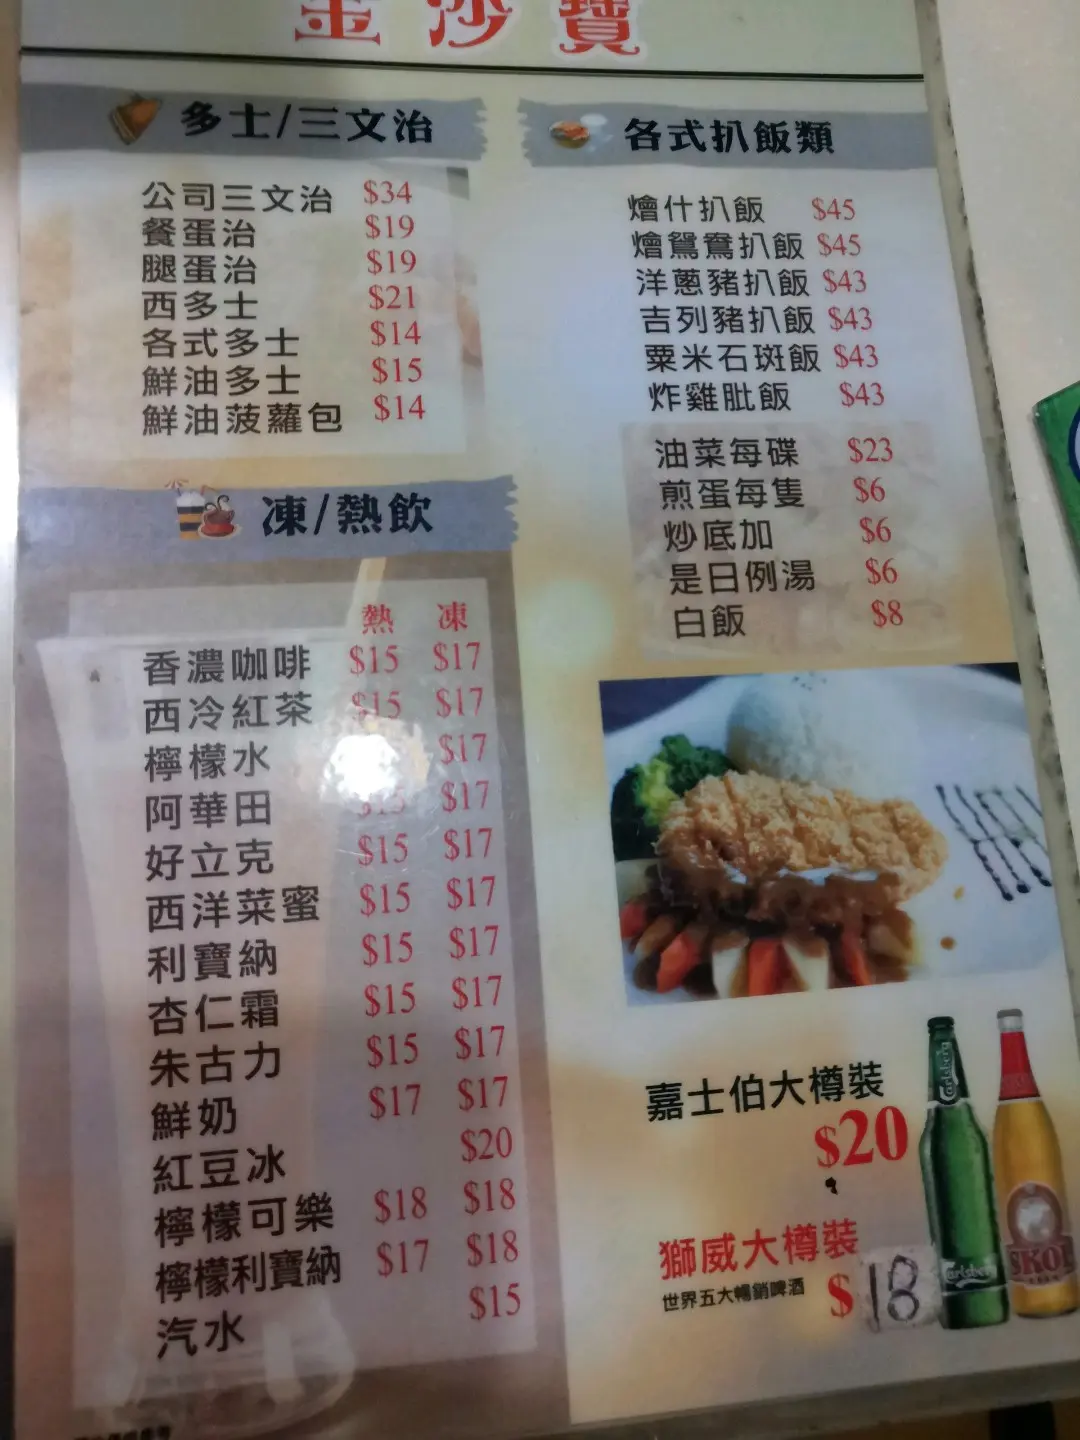 金沙寶
多士/三文治
公司三文治 $34
餐蛋治 $19
腿蛋治 $19
西多士 $21
各式多士 $14
鮮油多士 $15
鮮油菠蘿包 $14
凍/熱飲
熱 凍
香濃咖啡 $15 $17
西冷紅茶 $15 $17
檸檬水 $17
阿華田 $15 $17
好立克 $15 $17
西洋菜蜜 $15 $17
利寶納 $15 $17
杏仁霜 $15 $17
朱古力 $15 $17
鮮奶 $17 $17
紅豆冰 $20
檸檬可樂 $18 $18
檸檬利寶納 $17 $18
汽水 $15
各式扒飯類
燴什扒飯 $45
燴鴛鴦扒飯 $45
洋蔥豬扒飯 $43
吉列豬扒飯 $43
粟米石斑飯 $43
炸雞肶飯 $43
油菜每碟 $23
煎蛋每隻 $6
炒底加 $6
是日例湯 $6
白飯 $8
嘉士伯大樽裝
$20
獅威大樽裝
世界五大暢銷啤酒 $18
Carlsberg
Carlsberg
SKOL